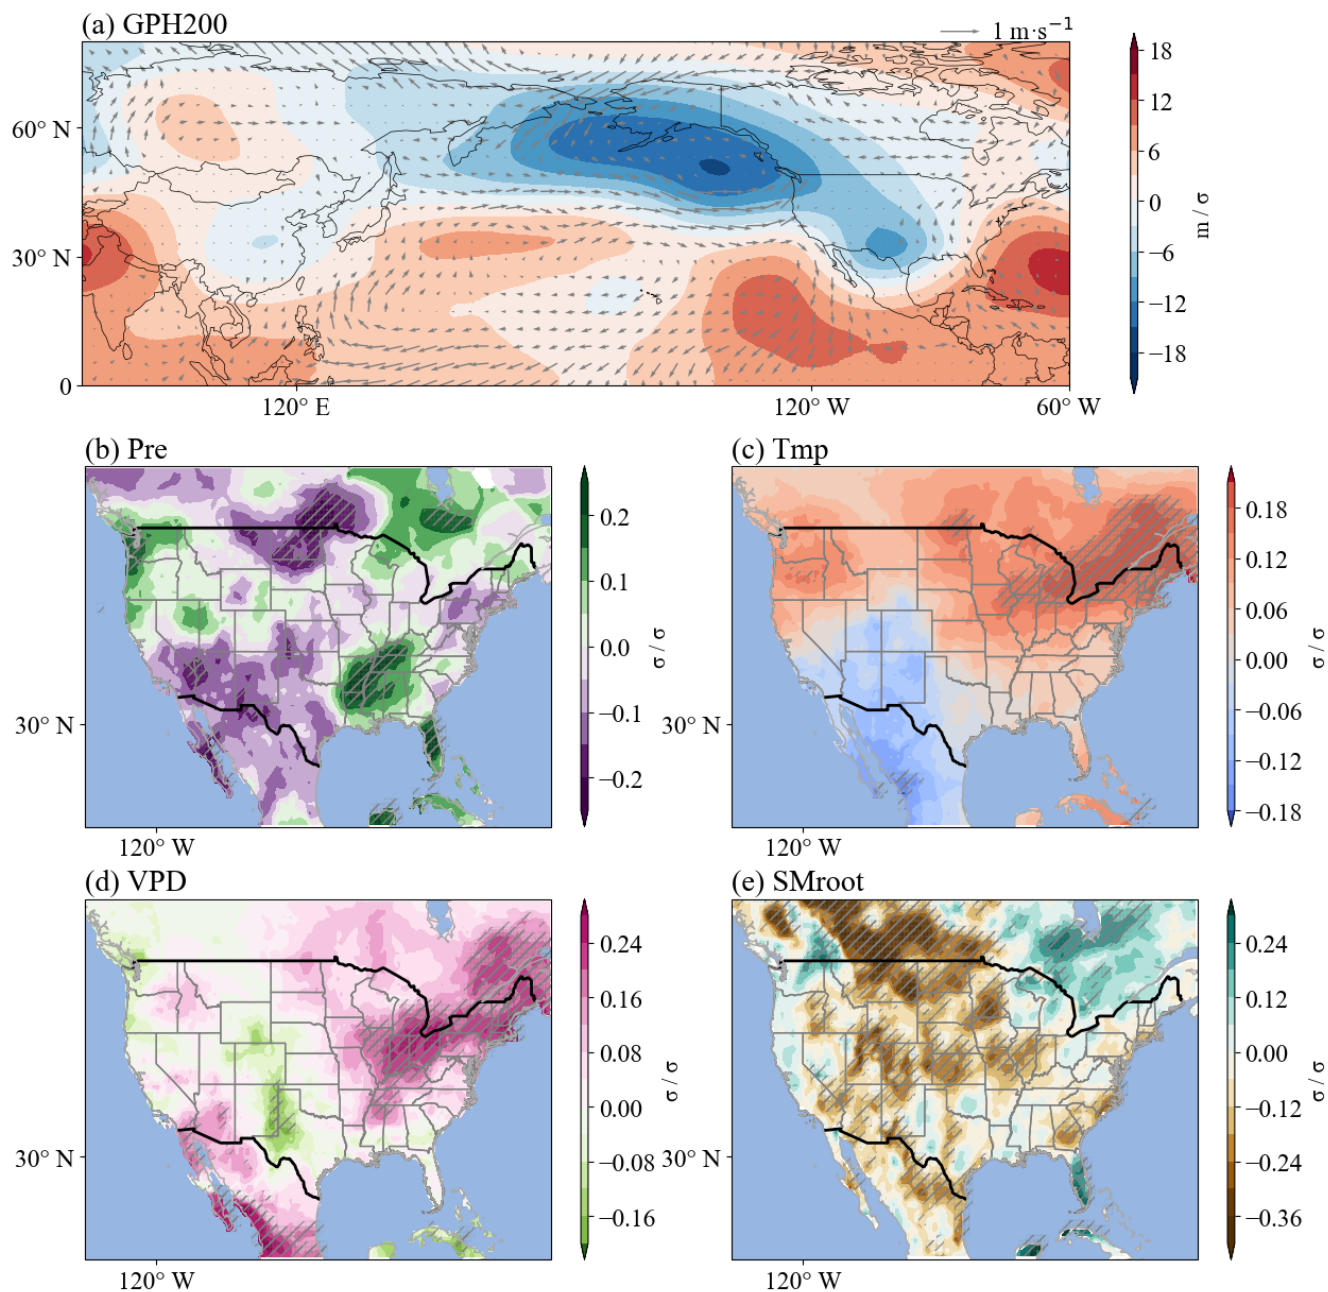 (a) GPH200
1 m·s⁻¹
60° N
30° N
0
120° E
120° W
60° W
18
12
6
0
−6
−12
−18
m / σ
(b) Pre
30° N
120° W
0.2
0.1
0.0
−0.1
−0.2
σ / σ
(c) Tmp
30° N
120° W
0.18
0.12
0.06
0.00
−0.06
−0.12
−0.18
σ / σ
(d) VPD
30° N
120° W
0.24
0.16
0.08
0.00
−0.08
−0.16
σ / σ
(e) SMroot
30° N
120° W
0.24
0.12
0.00
−0.12
−0.24
−0.36
σ / σ